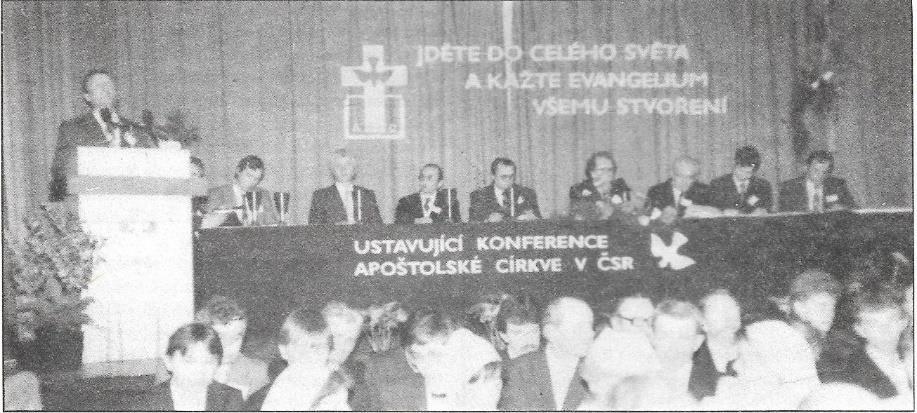 JDĚTE DO CELÉHO SVĚTA
A KAŽTE EVANGELIUM
VŠEMU STVOŘENÍ
A C
USTAVUJÍCÍ KONFERENCE
APOŠTOLSKÉ CÍRKVE V ČSR